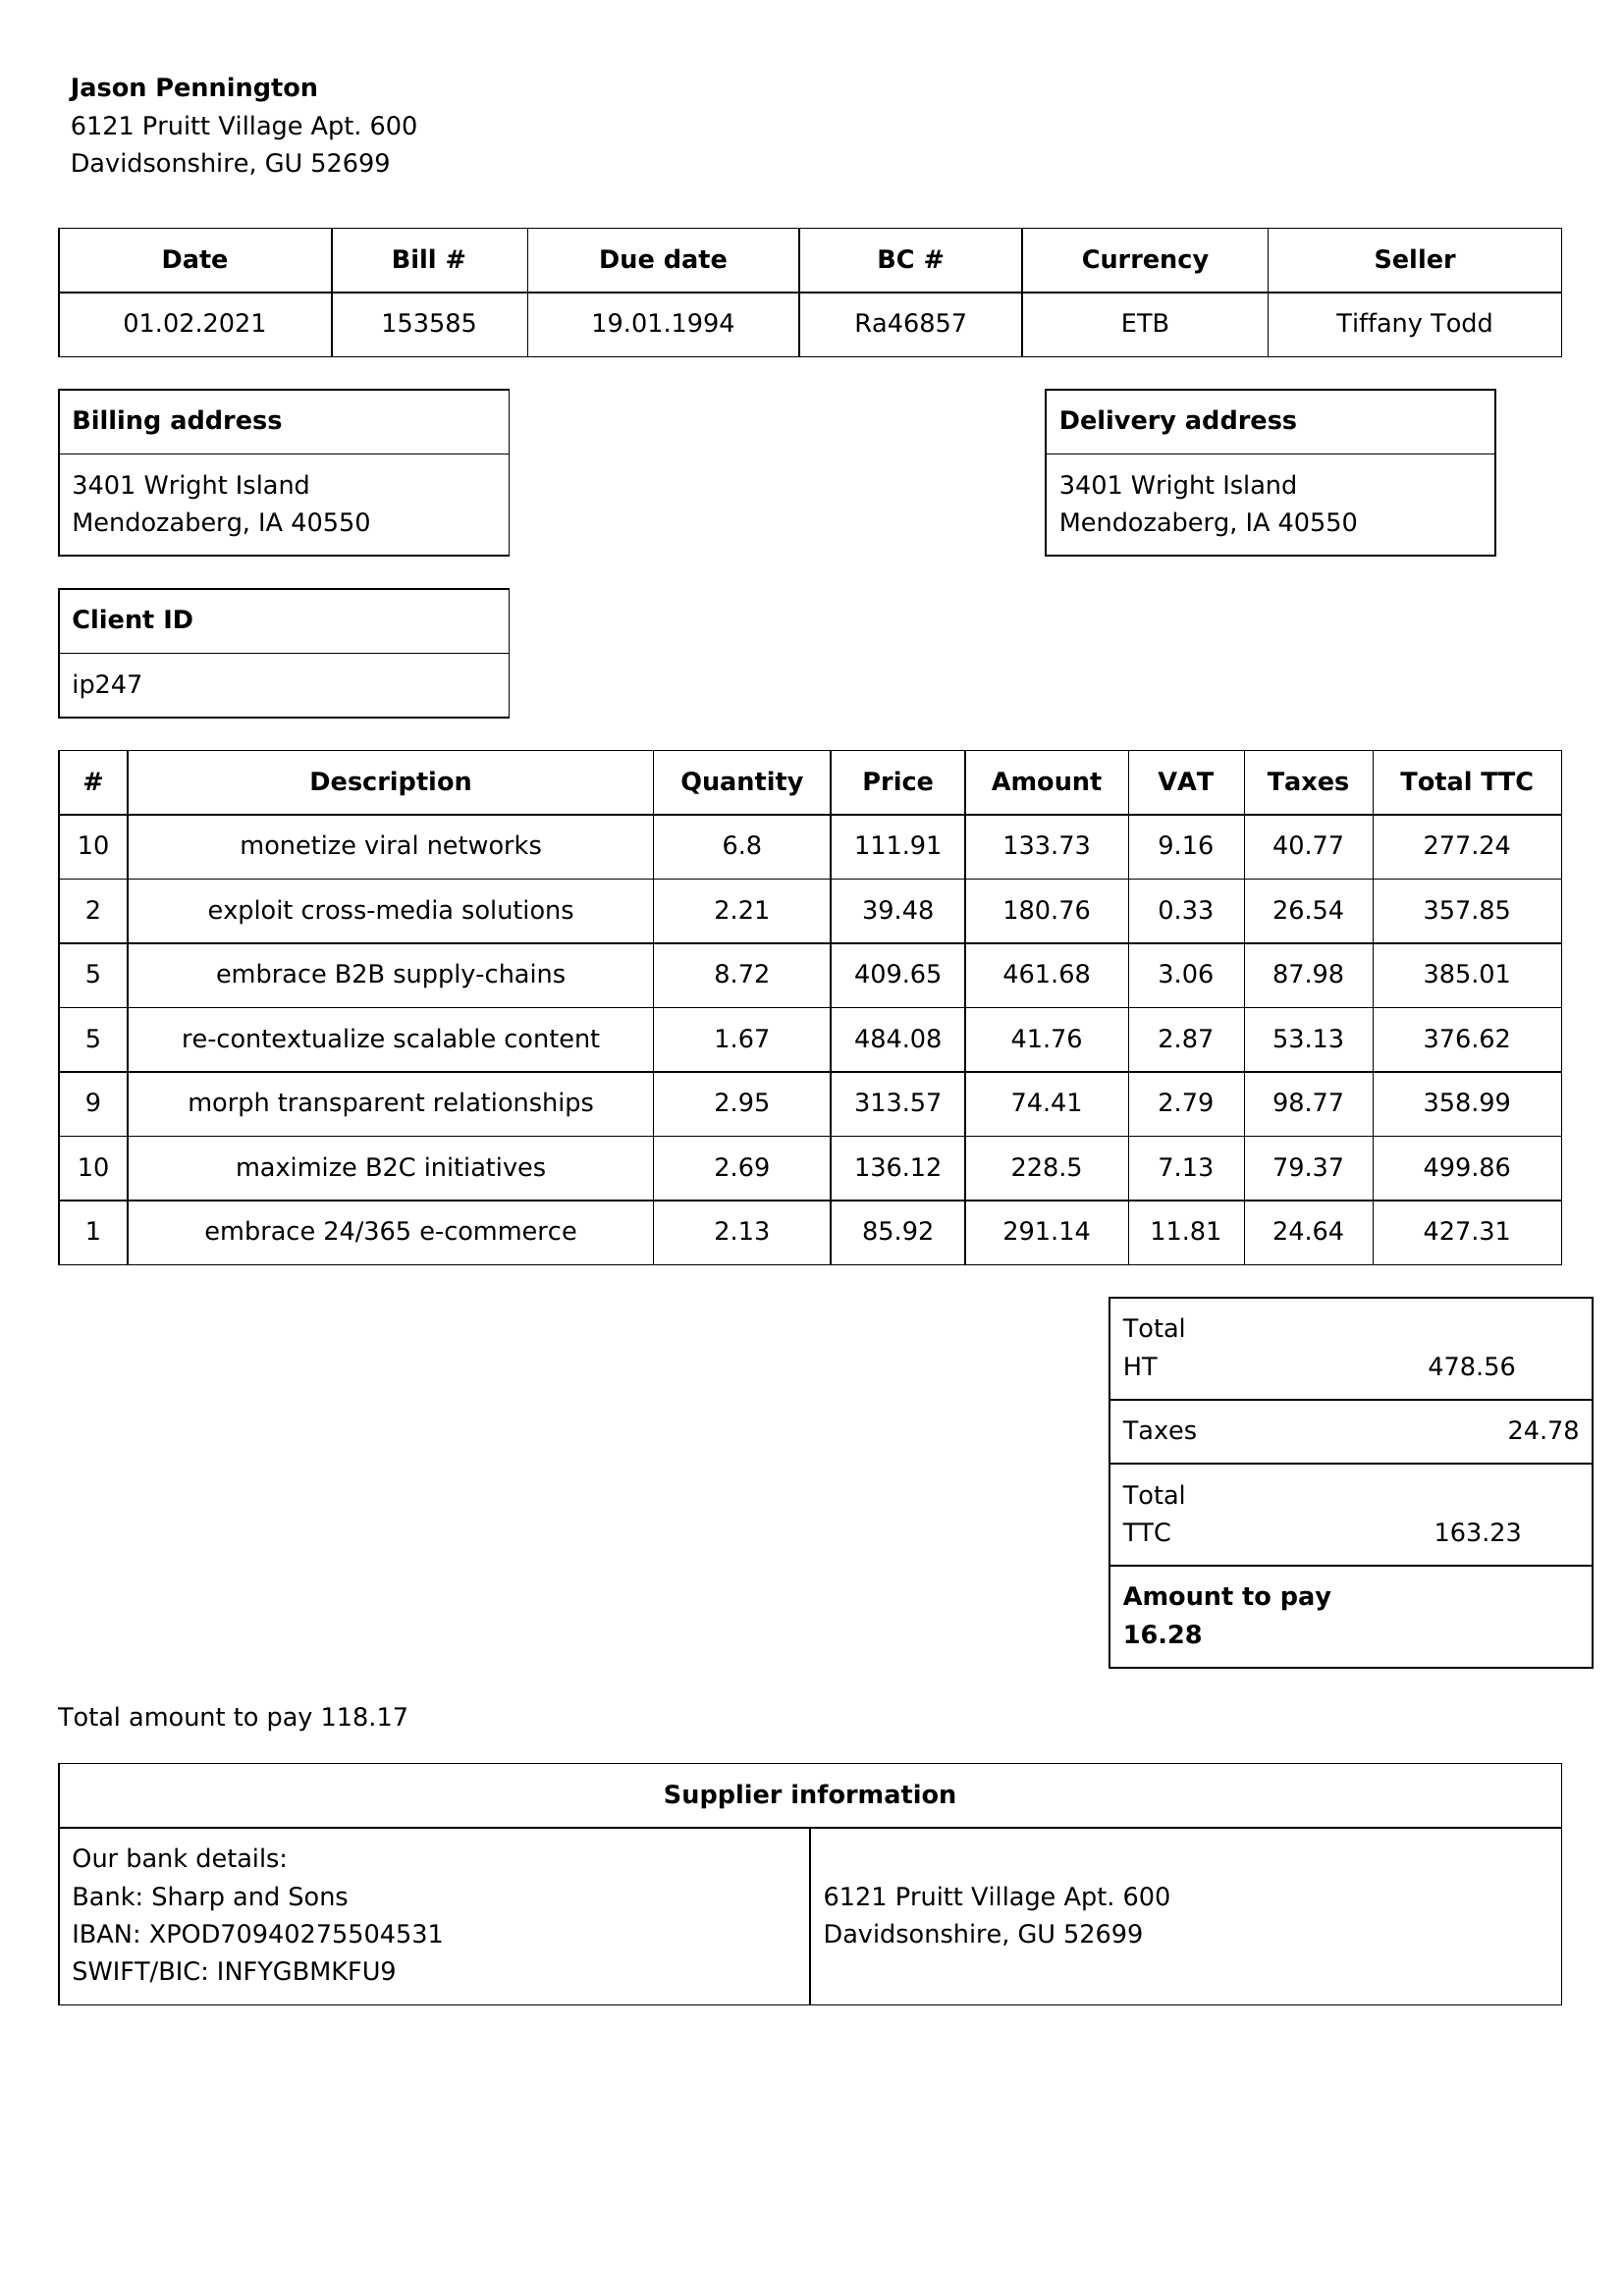 Jason Pennington
6121 Pruitt Village Apt. 600
Davidsonshire, GU 52699
Date Bill # Due date BC # Currency Seller
01.02.2021 153585 19.01.1994 Ra46857 ETB Tiffany Todd
Billing address
3401 Wright Island
Mendozaberg, IA 40550
Delivery address
3401 Wright Island
Mendozaberg, IA 40550
Client ID
ip247
# Description Quantity Price Amount VAT Taxes Total TTC
10 monetize viral networks 6.8 111.91 133.73 9.16 40.77 277.24
2 exploit cross-media solutions 2.21 39.48 180.76 0.33 26.54 357.85
5 embrace B2B supply-chains 8.72 409.65 461.68 3.06 87.98 385.01
5 re-contextualize scalable content 1.67 484.08 41.76 2.87 53.13 376.62
9 morph transparent relationships 2.95 313.57 74.41 2.79 98.77 358.99
10 maximize B2C initiatives 2.69 136.12 228.5 7.13 79.37 499.86
1 embrace 24/365 e-commerce 2.13 85.92 291.14 11.81 24.64 427.31
Total
HT 478.56
Taxes 24.78
Total
TTC 163.23
Amount to pay
16.28
Total amount to pay 118.17
Supplier information
Our bank details:
Bank: Sharp and Sons
IBAN: XPOD70940275504531
SWIFT/BIC: INFYGBMKFU9
6121 Pruitt Village Apt. 600
Davidsonshire, GU 52699